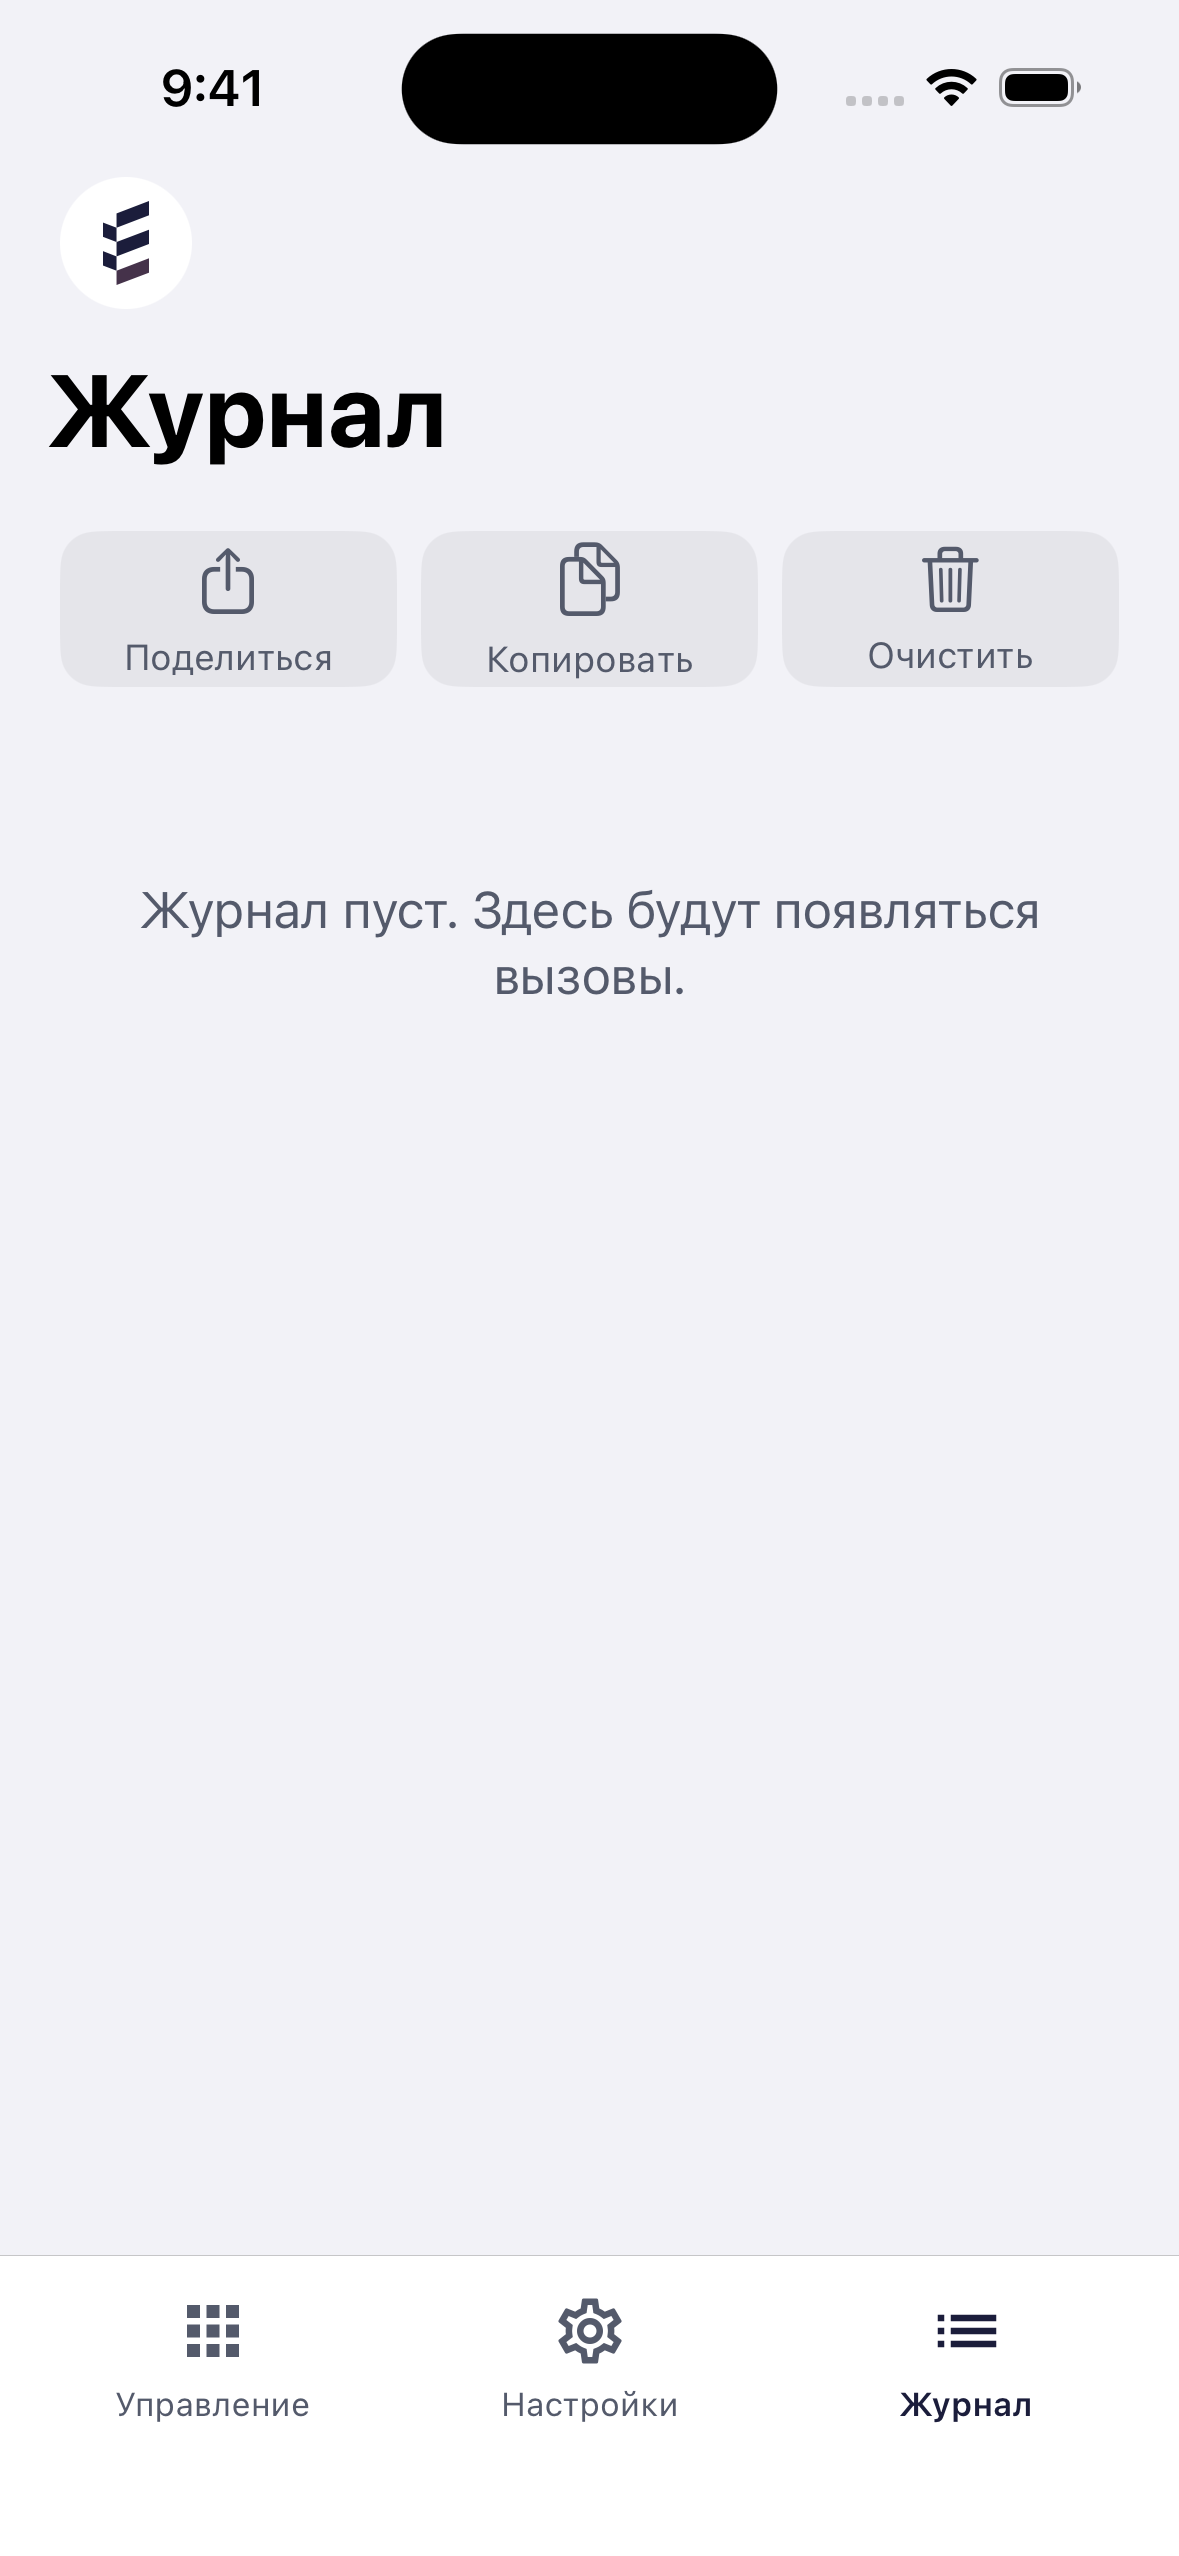 9:41
Журнал
Поделиться
Копировать
Очистить
Журнал пуст. Здесь будут появляться
вызовы.
Управление
Настройки
Журнал